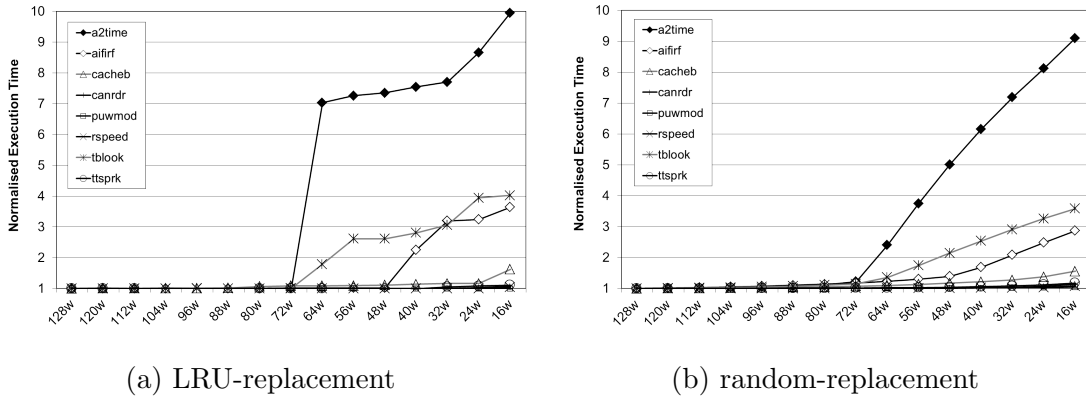 10
9
8
7
6
5
4
3
2
1
Normalised Execution Time
a2time
aifirf
cacheb
canrdr
puwmod
rspeed
tblook
ttsprk
128w
120w
112w
104w
96w
88w
80w
72w
64w
56w
48w
40w
32w
24w
16w
(a) LRU-replacement
10
9
8
7
6
5
4
3
2
1
Normalised Execution Time
a2time
aifirf
cacheb
canrdr
puwmod
rspeed
tblook
ttsprk
128w
120w
112w
104w
96w
88w
80w
72w
64w
56w
48w
40w
32w
24w
16w
(b) random-replacement